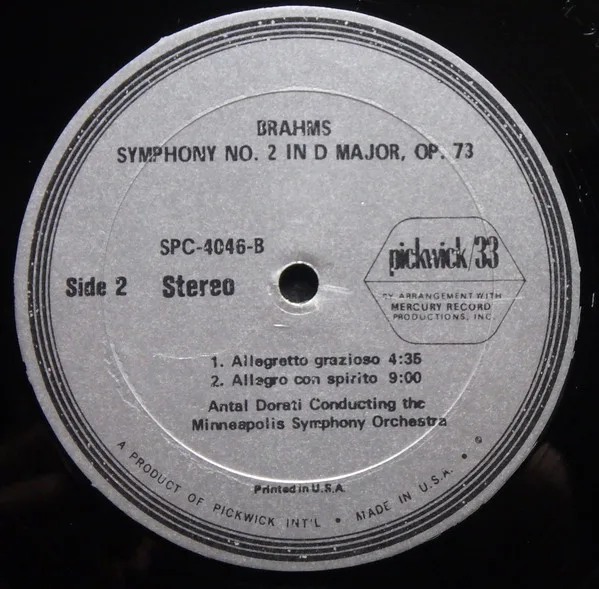 BRAHMS
SYMPHONY NO. 2 IN D MAJOR, OP. 73
SPC-4046-B
Side 2 Stereo
pickwick/33
BY ARRANGEMENT WITH
MERCURY RECORD
PRODUCTIONS, INC.
1. Allegretto grazioso 4:35
2. Allegro con spirito 9:00
Antal Dorati Conducting the
Minneapolis Symphony Orchestra
Printed in U.S.A.
A PRODUCT OF PICKWICK INT'L • MADE IN U.S.A. • ℗